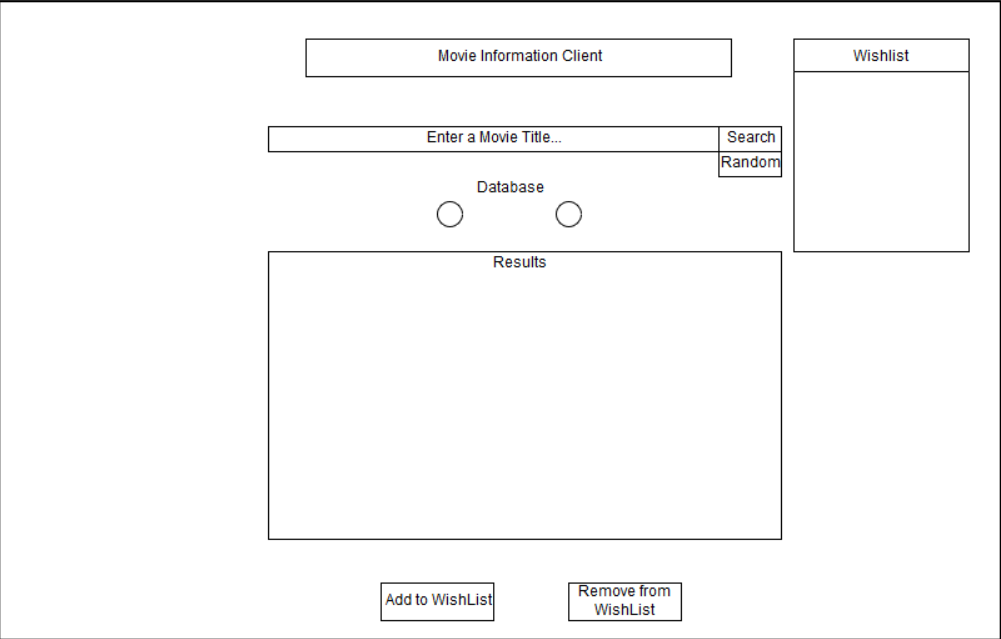 Movie Information Client
Wishlist
Enter a Movie Title...
Search
Random
Database
Results
Add to WishList
Remove from
WishList